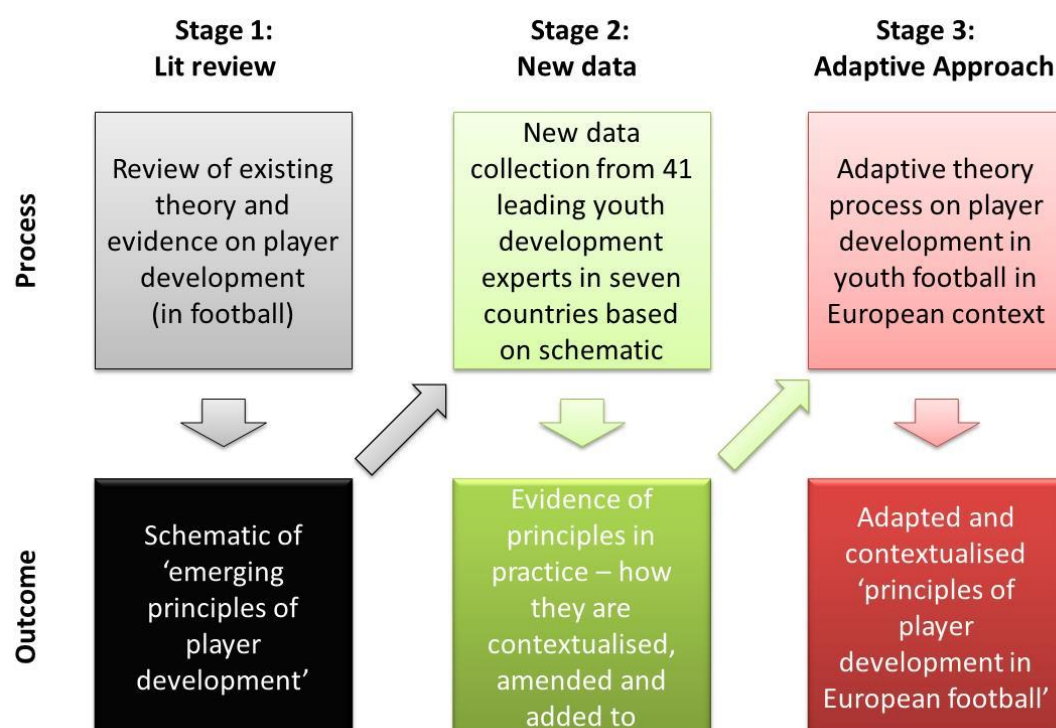 Stage 1:
Lit review
Stage 2:
New data
Stage 3:
Adaptive Approach
Process
Review of existing
theory and
evidence on player
development
(in football)
New data
collection from 41
leading youth
development
experts in seven
countries based
on schematic
Adaptive theory
process on player
development in
youth football in
European context
Outcome
Schematic of
‘emerging
principles of
player
development’
Evidence of
principles in
practice – how
they are
contextualised,
amended and
added to
Adapted and
contextualised
‘principles of
player
development in
European football’